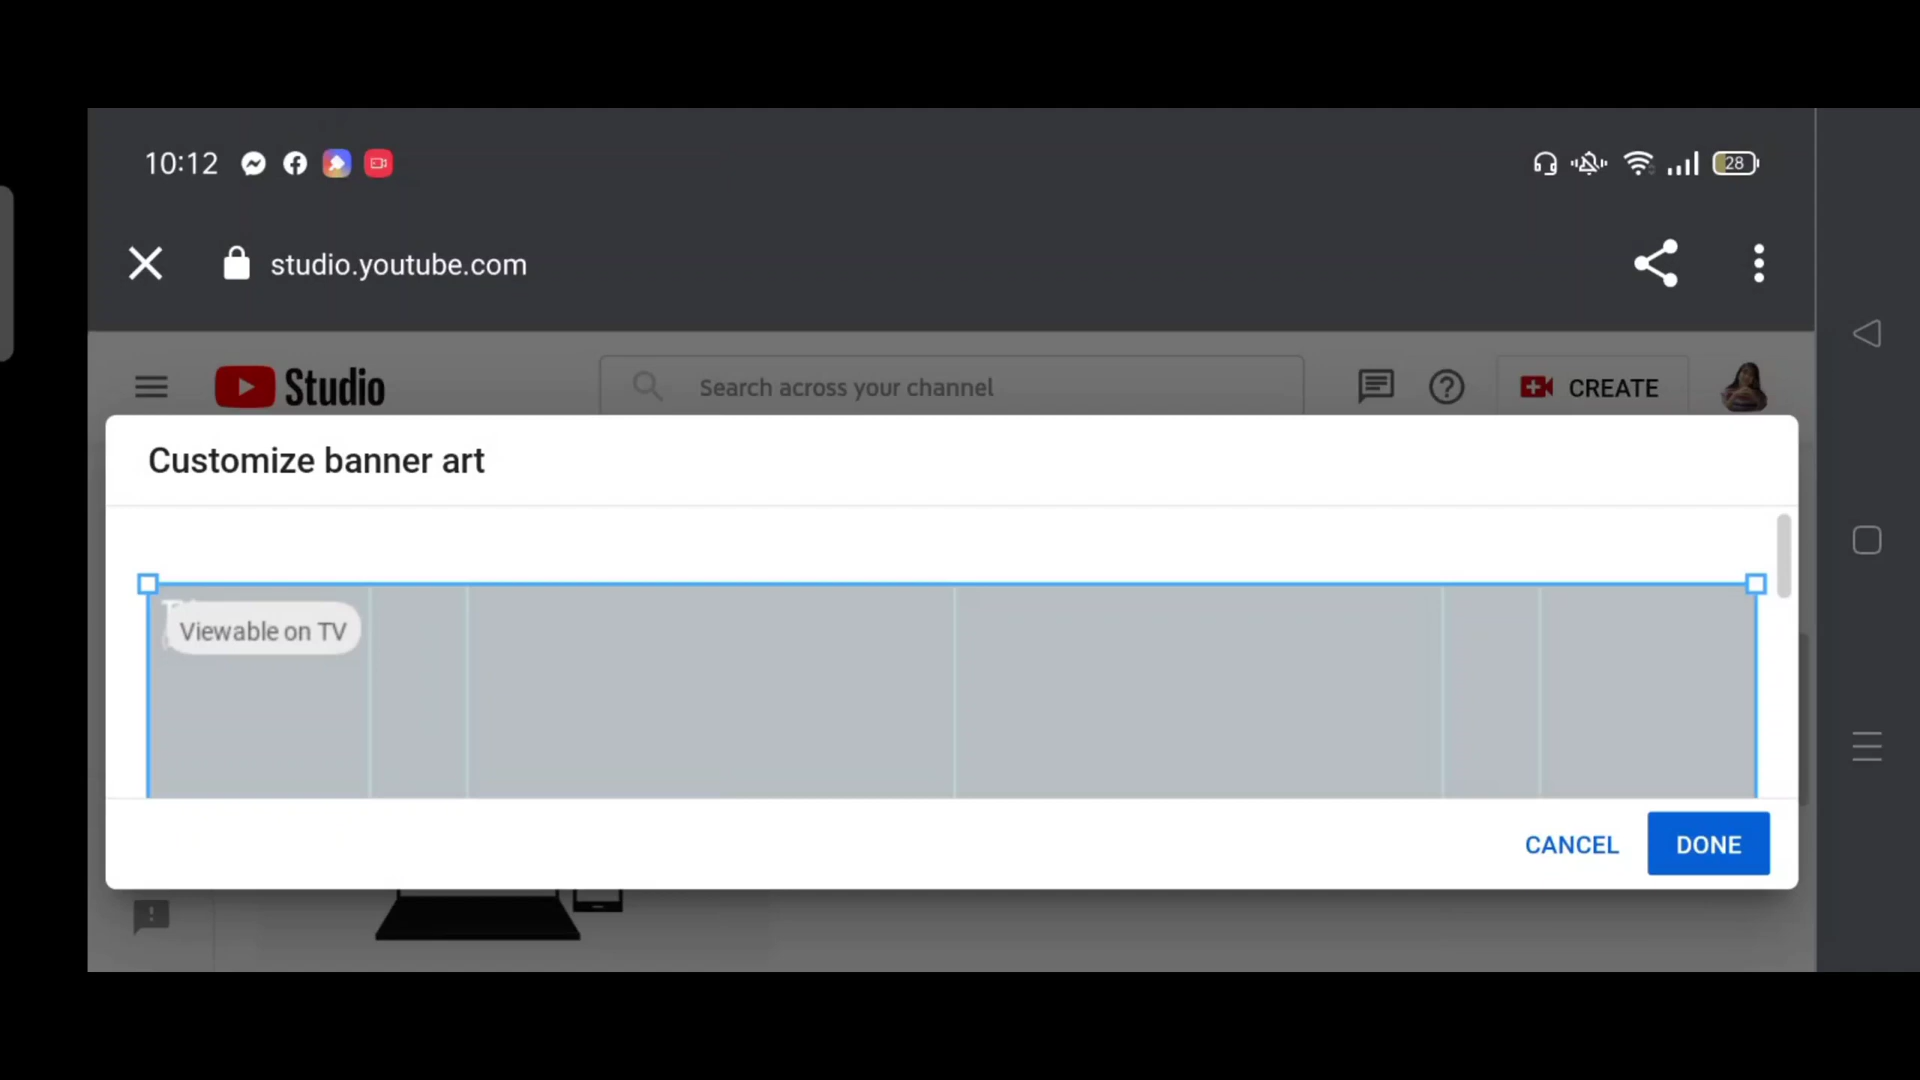 10:12
28
studio.youtube.com
Studio
Search across your channel
CREATE
Customize banner art
Viewable on TV
CANCEL
DONE